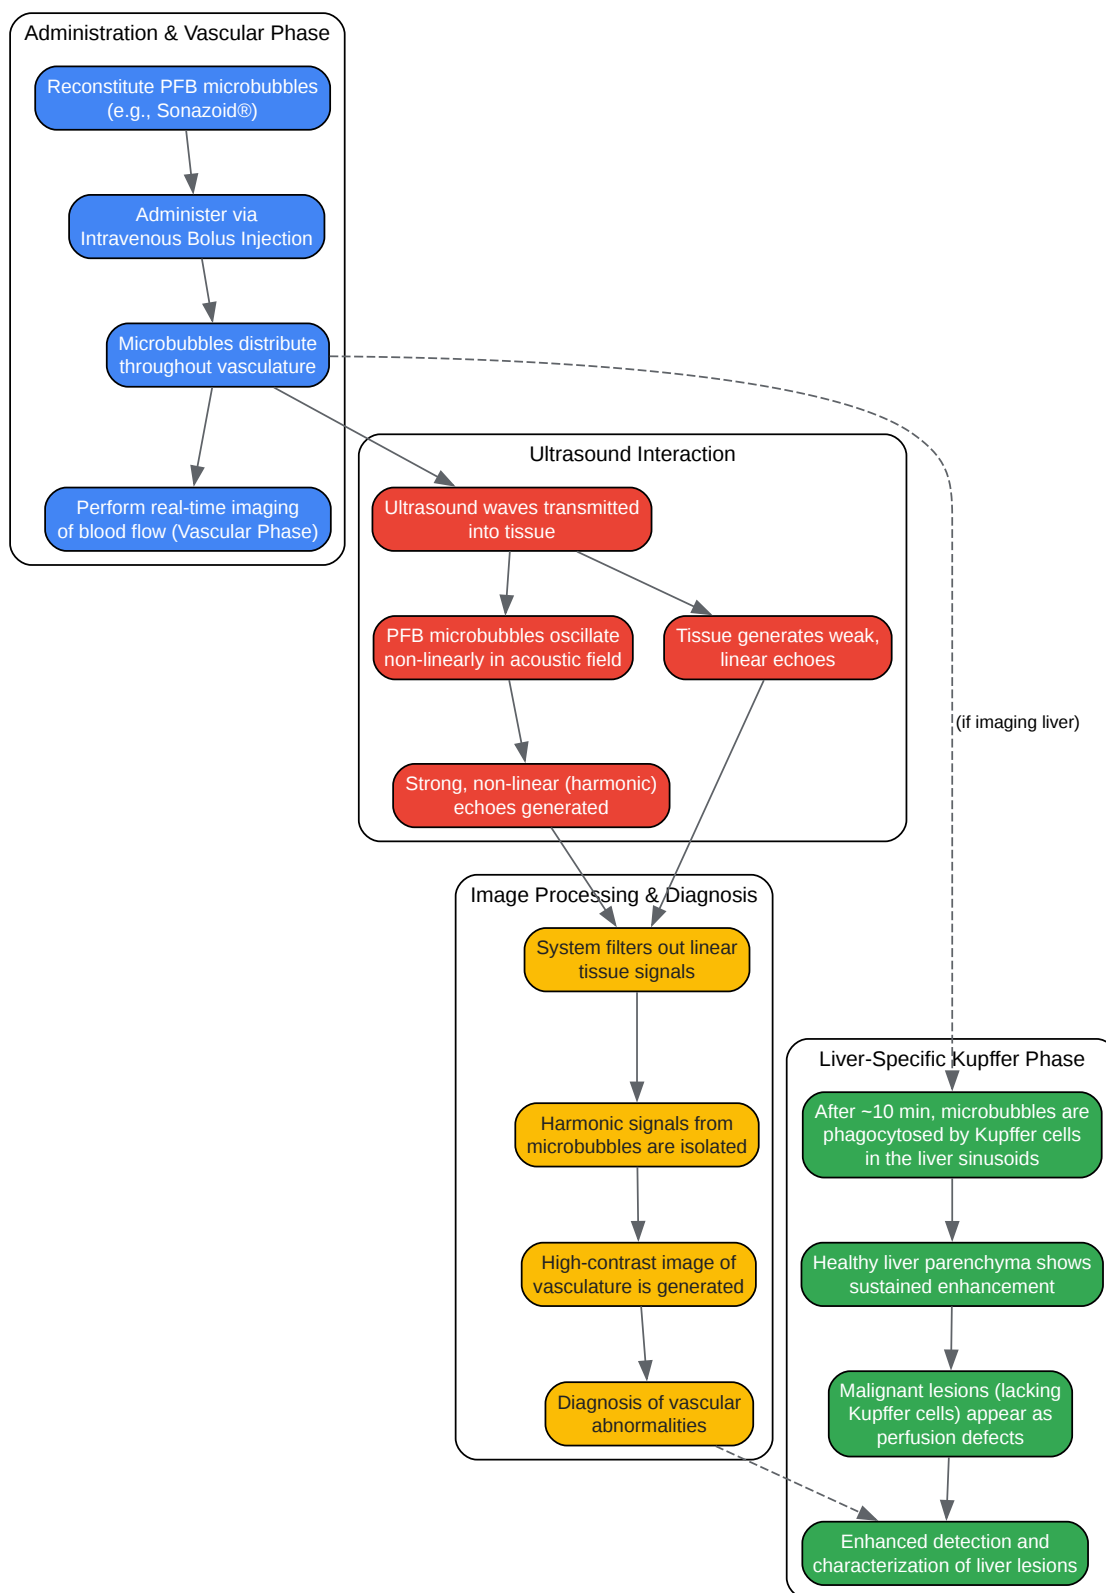 Administration & Vascular Phase
Reconstitute PFB microbubbles
(e.g., Sonazoid®)
Administer via
Intravenous Bolus Injection
Microbubbles distribute
throughout vasculature
Perform real-time imaging
of blood flow (Vascular Phase)
Ultrasound Interaction
Ultrasound waves transmitted
into tissue
PFB microbubbles oscillate
non-linearly in acoustic field
Tissue generates weak,
linear echoes
(if imaging liver)
Strong, non-linear (harmonic)
echoes generated
Image Processing & Diagnosis
System filters out linear
tissue signals
Harmonic signals from
microbubbles are isolated
High-contrast image of
vasculature is generated
Diagnosis of vascular
abnormalities
Liver-Specific Kupffer Phase
After ~10 min, microbubbles are
phagocytosed by Kupffer cells
in the liver sinusoids
Healthy liver parenchyma shows
sustained enhancement
Malignant lesions (lacking
Kupffer cells) appear as
perfusion defects
Enhanced detection and
characterization of liver lesions